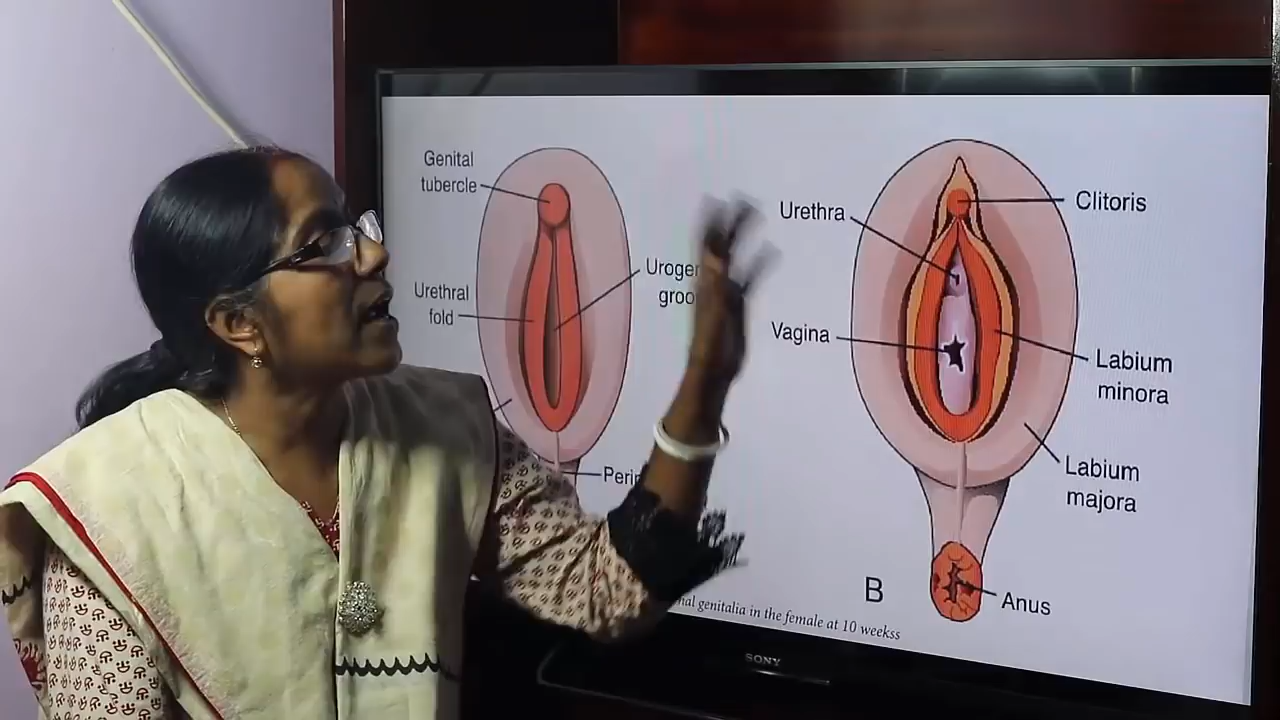 Genital
tubercle
Urethral
fold
Urethra
Vagina
Clitoris
Labium
minora
Labium
majora
Anus
B
genitalia in the female at 10 weekss
SONY